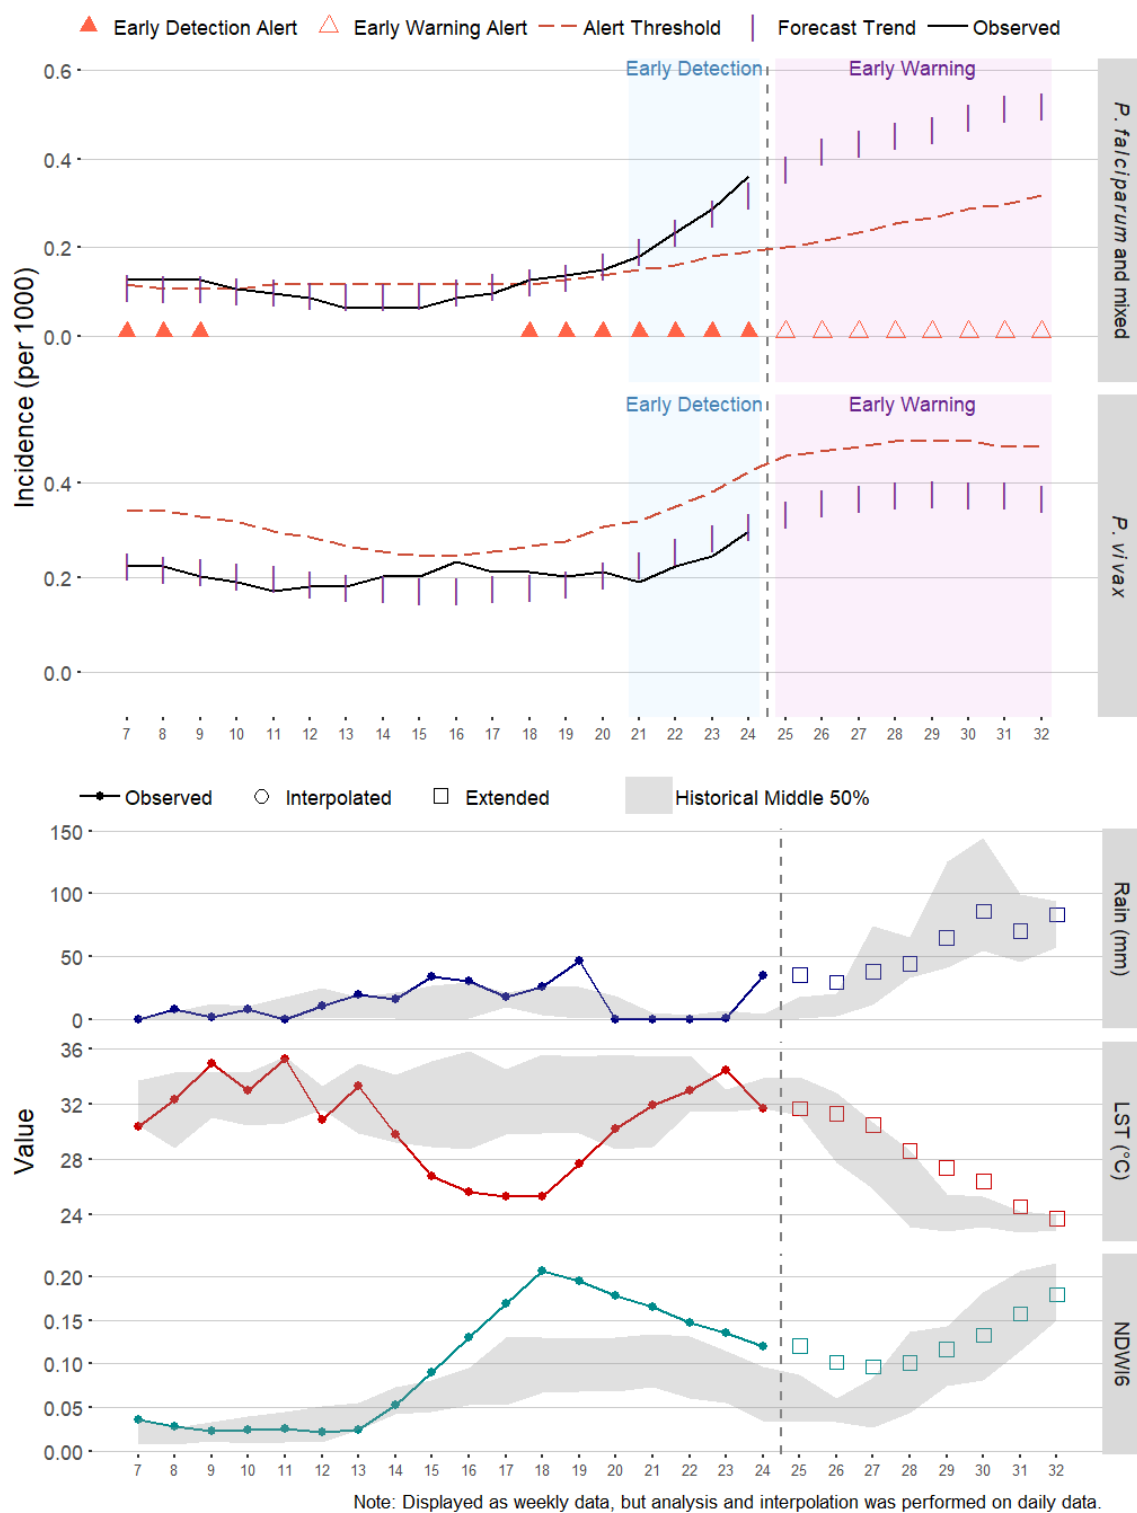 Early Detection Alert Early Warning Alert Alert Threshold Forecast Trend Observed
Early Detection Early Warning
0.6
0.4
0.2
0.0
P. falciparum and mixed
Incidence (per 1000)
Early Detection Early Warning
0.4
0.2
0.0
P. vivax
7 8 9 10 11 12 13 14 15 16 17 18 19 20 21 22 23 24 25 26 27 28 29 30 31 32
Observed Interpolated Extended Historical Middle 50%
150
100
50
0
Rain (mm)
36
32
28
24
LST (°C)
Value
0.20
0.15
0.10
0.05
0.00
NDWI6
7 8 9 10 11 12 13 14 15 16 17 18 19 20 21 22 23 24 25 26 27 28 29 30 31 32
Note: Displayed as weekly data, but analysis and interpolation was performed on daily data.